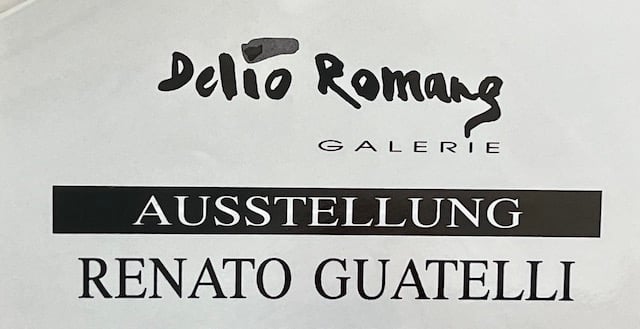 Delio Romang
GALERIE
AUSSTELLUNG
RENATO GUATELLI